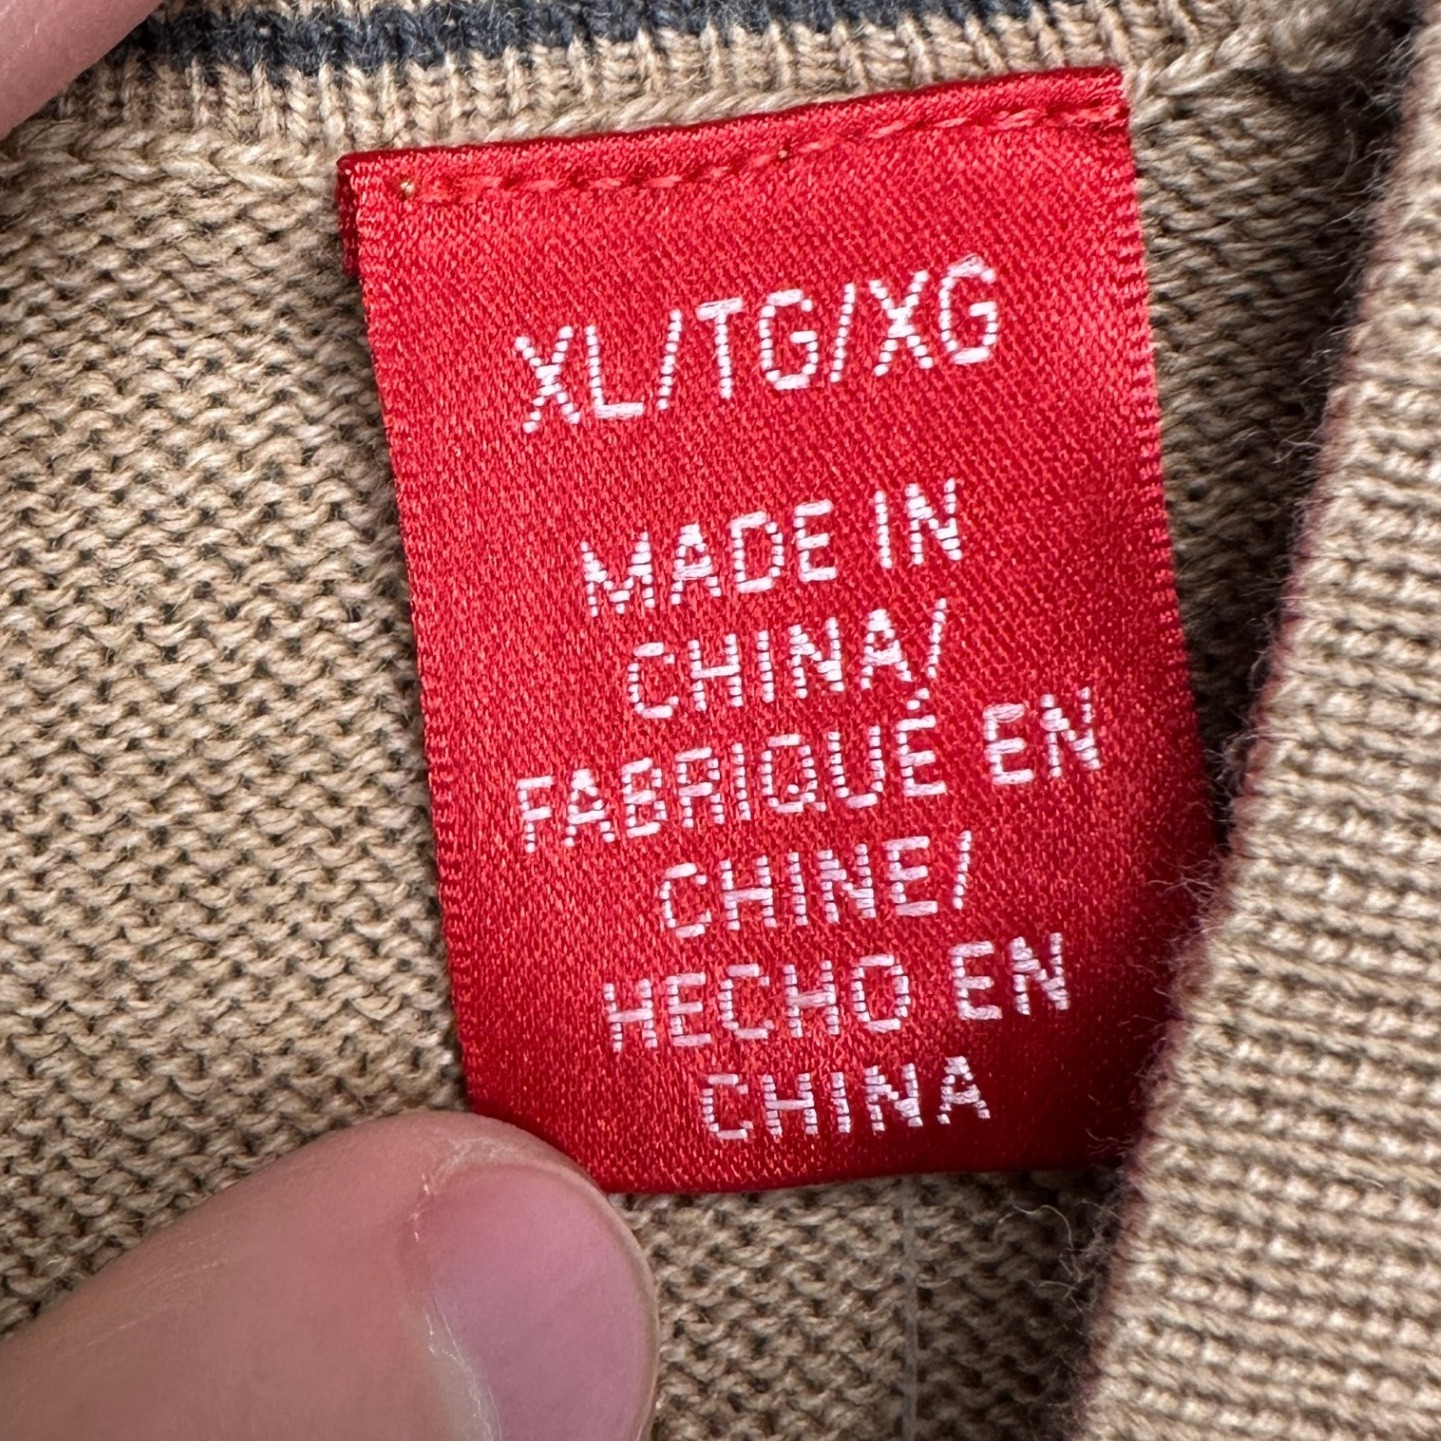 XL/TG/XG
MADE IN
CHINA/
FABRIQUÉ EN
CHINE/
HECHO EN
CHINA